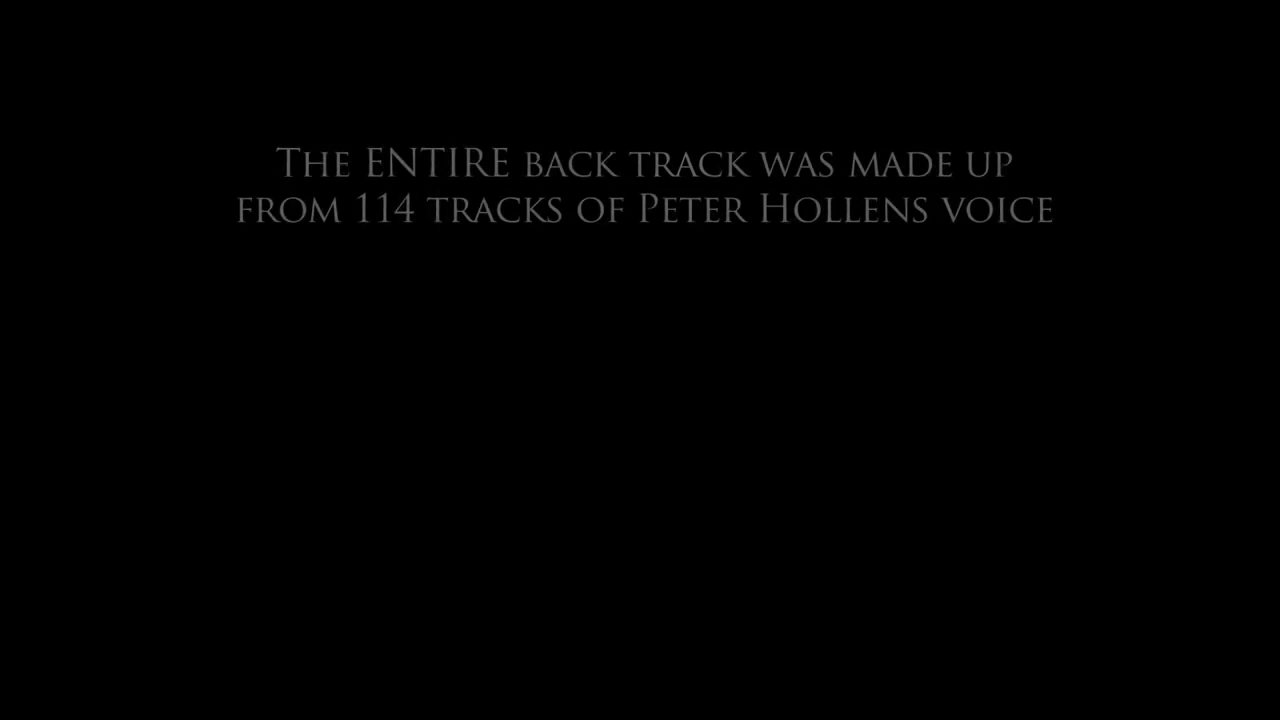 The ENTIRE back track was made up
from 114 tracks of Peter Hollens voice